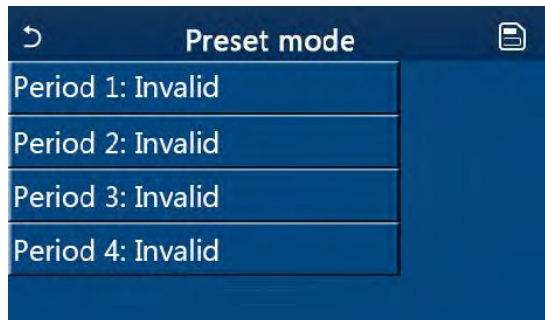 Preset mode
Period 1: Invalid
Period 2: Invalid
Period 3: Invalid
Period 4: Invalid